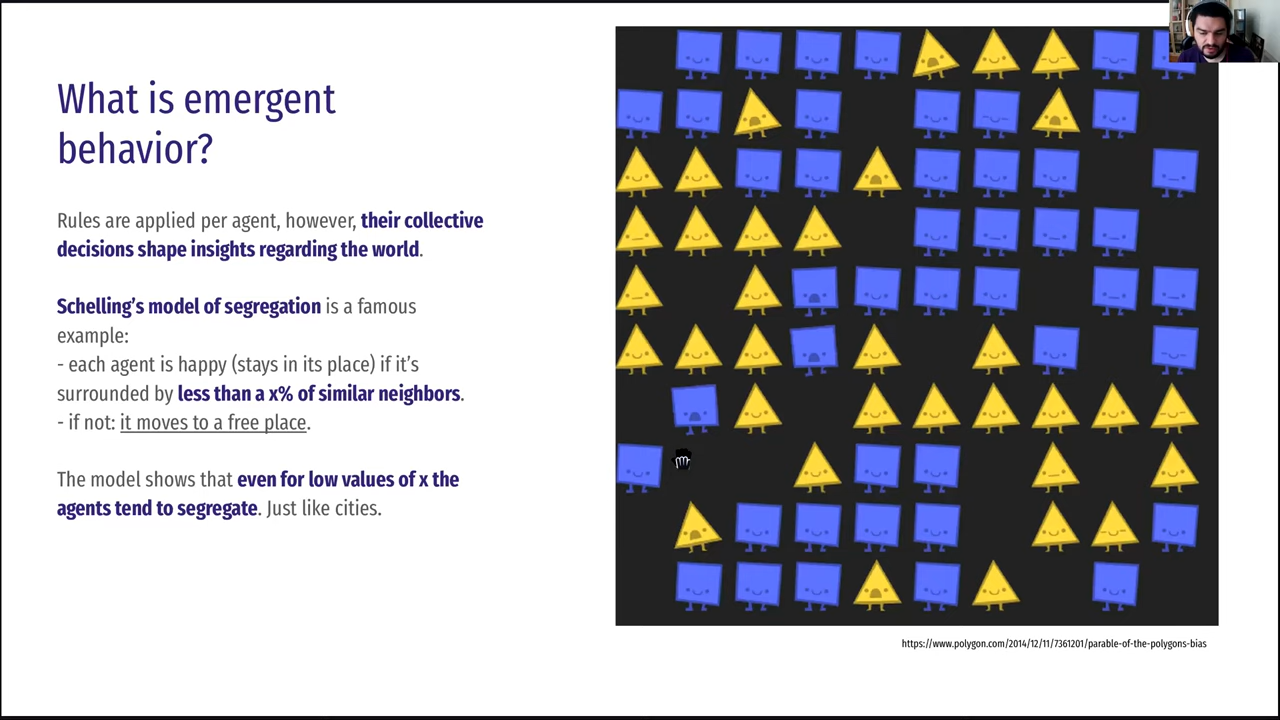 What is emergent
behavior?
Rules are applied per agent, however, their collective
decisions shape insights regarding the world.
Schelling’s model of segregation is a famous
example:
- each agent is happy (stays in its place) if it’s
surrounded by less than a x% of similar neighbors.
- if not: it moves to a free place.
The model shows that even for low values of x the
agents tend to segregate. Just like cities.
https://www.polygon.com/2014/12/11/7361201/parable-of-the-polygons-bias